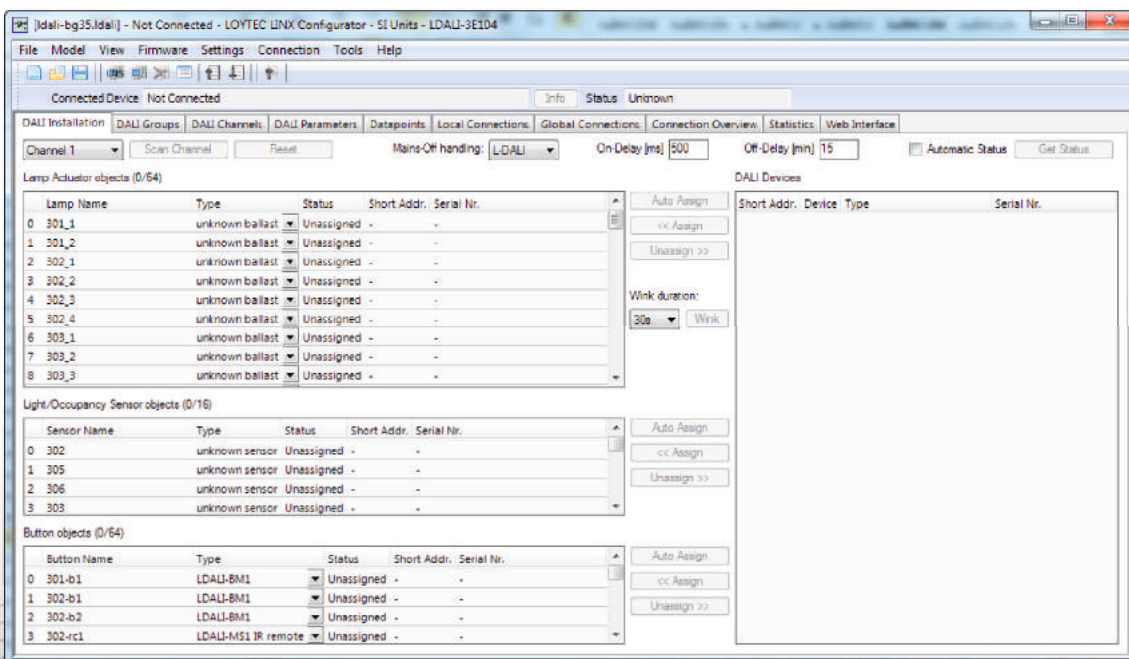 [ldali-bg35.ldali] - Not Connected - LOYTEC LINX Configurator - SI Units - LDALI-3E104
File Model View Firmware Settings Connection Tools Help
Connected Device Not Connected Info Status Unknown
DALI Installation DALI Groups DALI Channels DALI Parameters Datapoints Local Connections Global Connections Connection Overview Statistics Web Interface
Channel 1 Scan Channel Reset Mains-Off handling: L-DALI On-Delay [ms] 500 Off-Delay [min] 15 Automatic Status Get Status
Lamp Actuator objects (0/64) DALI Devices
Lamp Name Type Status Short Addr. Serial Nr. Auto Assign Short Addr. Device Type Serial Nr.
0 301_1 unknown ballast Unassigned - - << Assign
1 301_2 unknown ballast Unassigned - -
2 302_1 unknown ballast Unassigned - - Unassign >>
3 302_2 unknown ballast Unassigned - -
4 302_3 unknown ballast Unassigned - - Wink duration:
5 302_4 unknown ballast Unassigned - - 30s Wink
6 303_1 unknown ballast Unassigned - -
7 303_2 unknown ballast Unassigned - -
8 303_3 unknown ballast Unassigned - -
Light/Occupancy Sensor objects (0/16)
Sensor Name Type Status Short Addr. Serial Nr. Auto Assign
0 302 unknown sensor Unassigned - - << Assign
1 305 unknown sensor Unassigned - -
2 306 unknown sensor Unassigned - - Unassign >>
3 303 unknown sensor Unassigned - -
Button objects (0/64)
Button Name Type Status Short Addr. Serial Nr. Auto Assign
0 301-b1 LDALI-BM1 Unassigned - - << Assign
1 302-b1 LDALI-BM1 Unassigned - -
2 302-b2 LDALI-BM1 Unassigned - - Unassign >>
3 302-rc1 LDALI-MS1 IR remote Unassigned - -